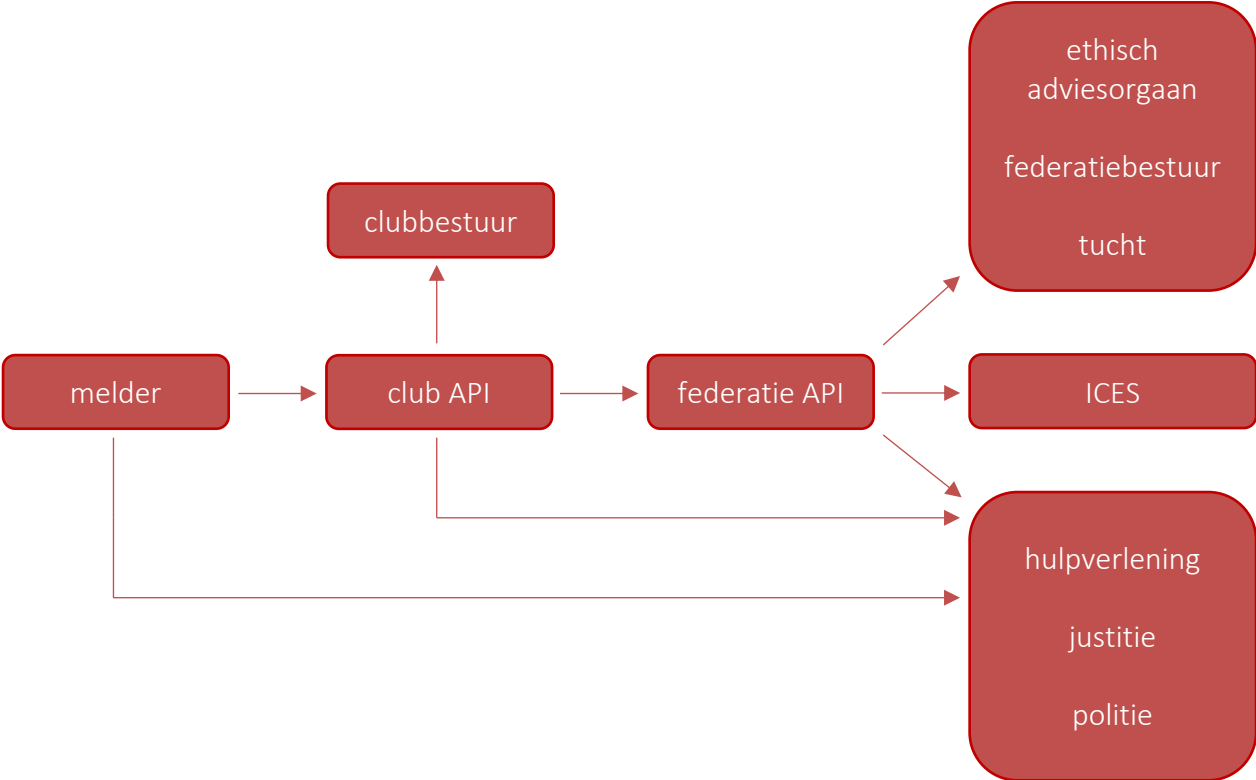 ethisch
adviesorgaan
federatiebestuur
tucht
clubbestuur
melder
club API
federatie API
ICES
hulpverlening
justitie
politie